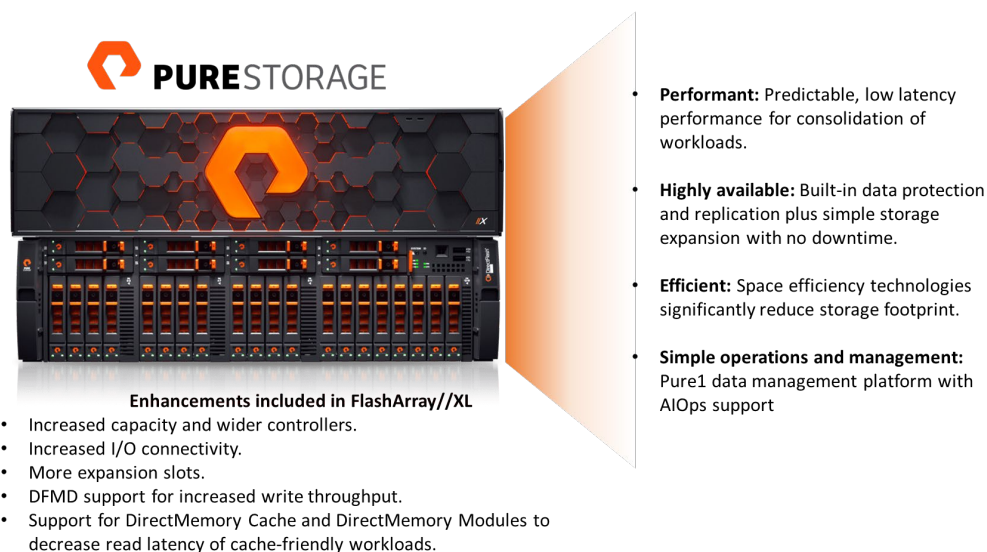 PURESTORAGE
//X
Performant: Predictable, low latency
performance for consolidation of
workloads.
Highly available: Built-in data protection
and replication plus simple storage
expansion with no downtime.
Efficient: Space efficiency technologies
significantly reduce storage footprint.
Simple operations and management:
Pure1 data management platform with
AIOps support
Enhancements included in FlashArray//XL
• Increased capacity and wider controllers.
• Increased I/O connectivity.
• More expansion slots.
• DFMD support for increased write throughput.
• Support for DirectMemory Cache and DirectMemory Modules to
decrease read latency of cache-friendly workloads.